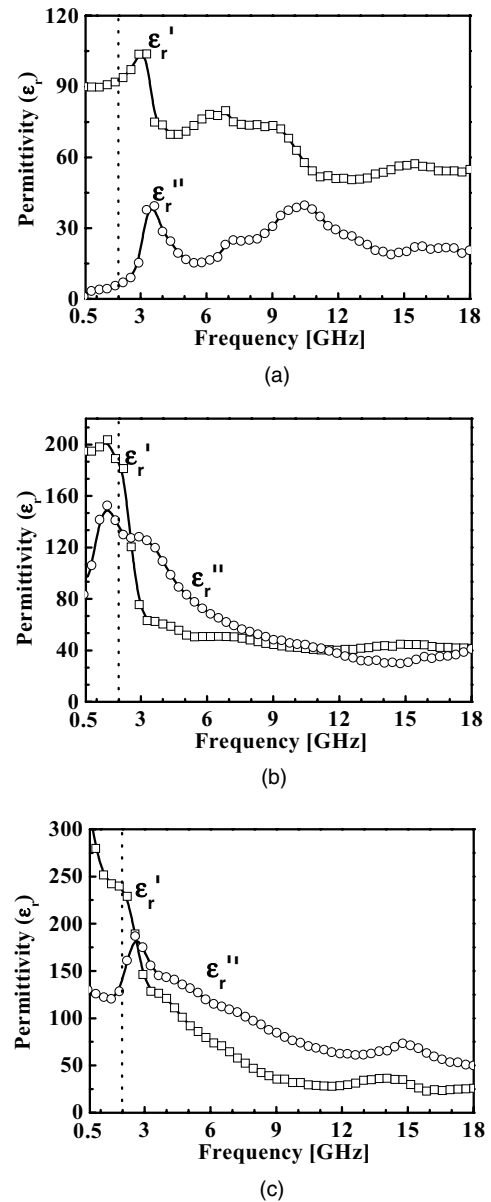 120
90
60
30
0
Permittivity (εr)
εr'
εr''
0.5 3 6 9 12 15 18
Frequency [GHz]
(a)
200
160
120
80
40
0
Permittivity (εr)
εr'
εr''
0.5 3 6 9 12 15 18
Frequency [GHz]
(b)
300
250
200
150
100
50
0
Permittivity (εr)
εr'
εr''
0.5 3 6 9 12 15 18
Frequency [GHz]
(c)